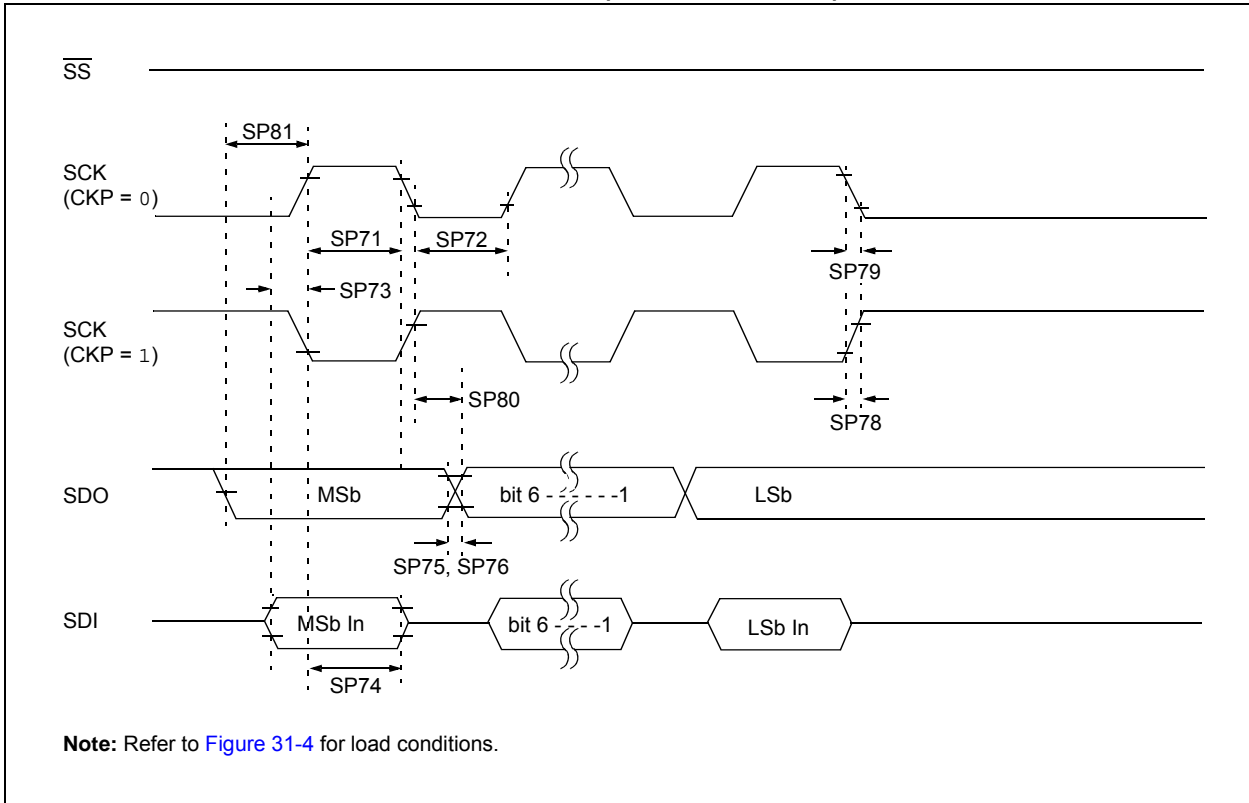 SS
SP81
SCK
(CKP = 0)
SP71
SP72
SP79
SP73
SCK
(CKP = 1)
SP80
SP78
SDO
MSb
bit 6 - - - - - -1
LSb
SP75, SP76
SDI
MSb In
bit 6 - - - -1
LSb In
SP74
Note: Refer to Figure 31-4 for load conditions.